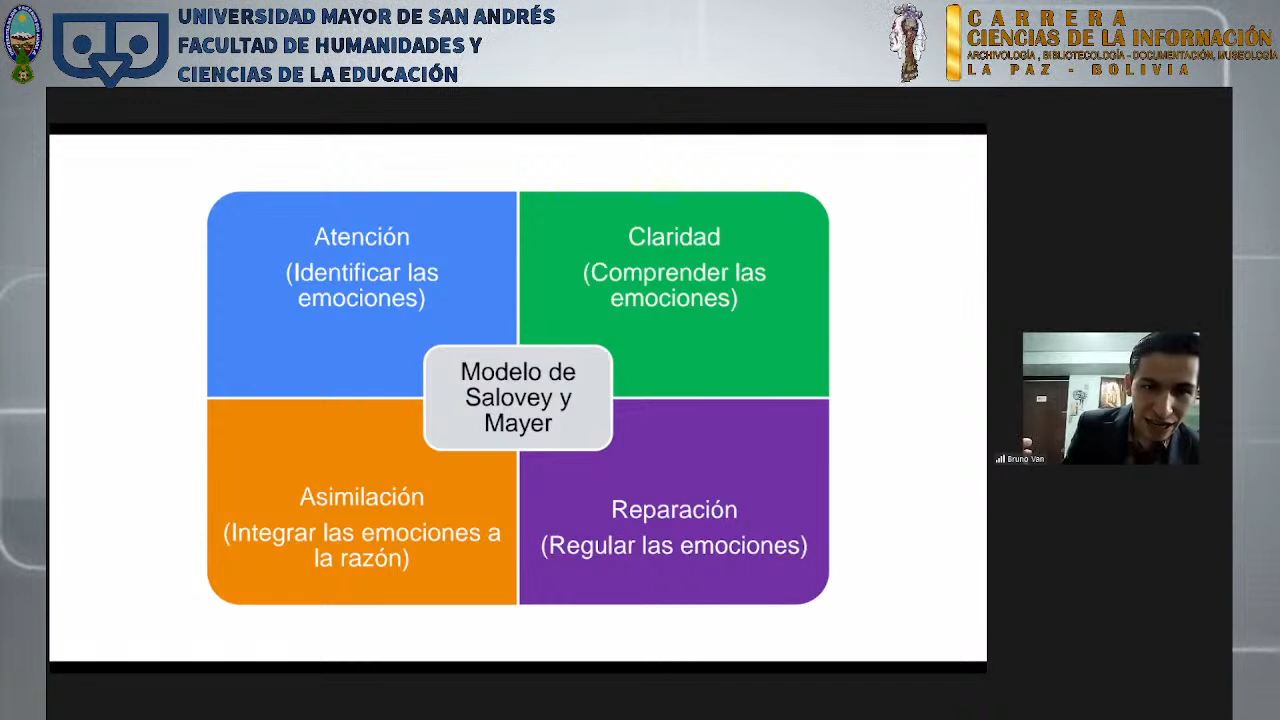 UNIVERSIDAD MAYOR DE SAN ANDRÉS
FACULTAD DE HUMANIDADES Y
CIENCIAS DE LA EDUCACIÓN
CARRERA
CIENCIAS DE LA INFORMACIÓN
ARCHIVOLOGÍA, BIBLIOTECOLOGÍA - DOCUMENTACIÓN, MUSEOLOGÍA
LA PAZ - BOLIVIA
Atención
(Identificar las
emociones)
Claridad
(Comprender las
emociones)
Modelo de
Salovey y
Mayer
Asimilación
(Integrar las emociones a
la razón)
Reparación
(Regular las emociones)
Bruno Van